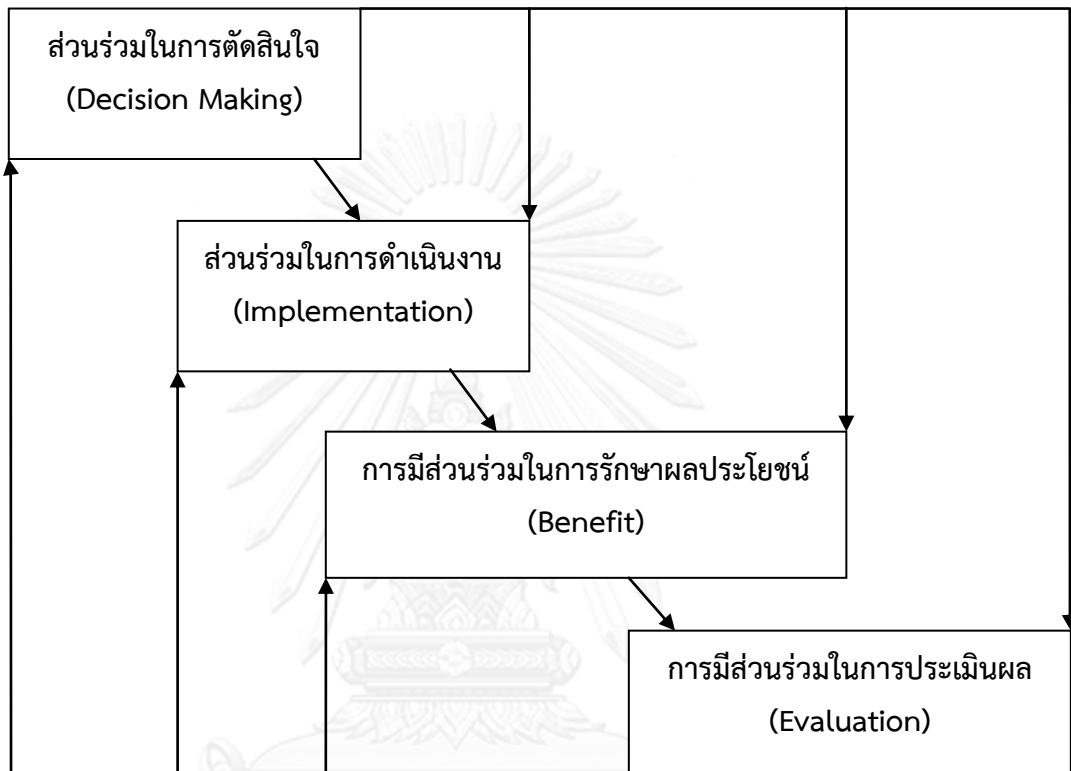 ส่วนร่วมในการตัดสินใจ
(Decision Making)
ส่วนร่วมในการดำเนินงาน
(Implementation)
การมีส่วนร่วมในการรักษาผลประโยชน์
(Benefit)
การมีส่วนร่วมในการประเมินผล
(Evaluation)